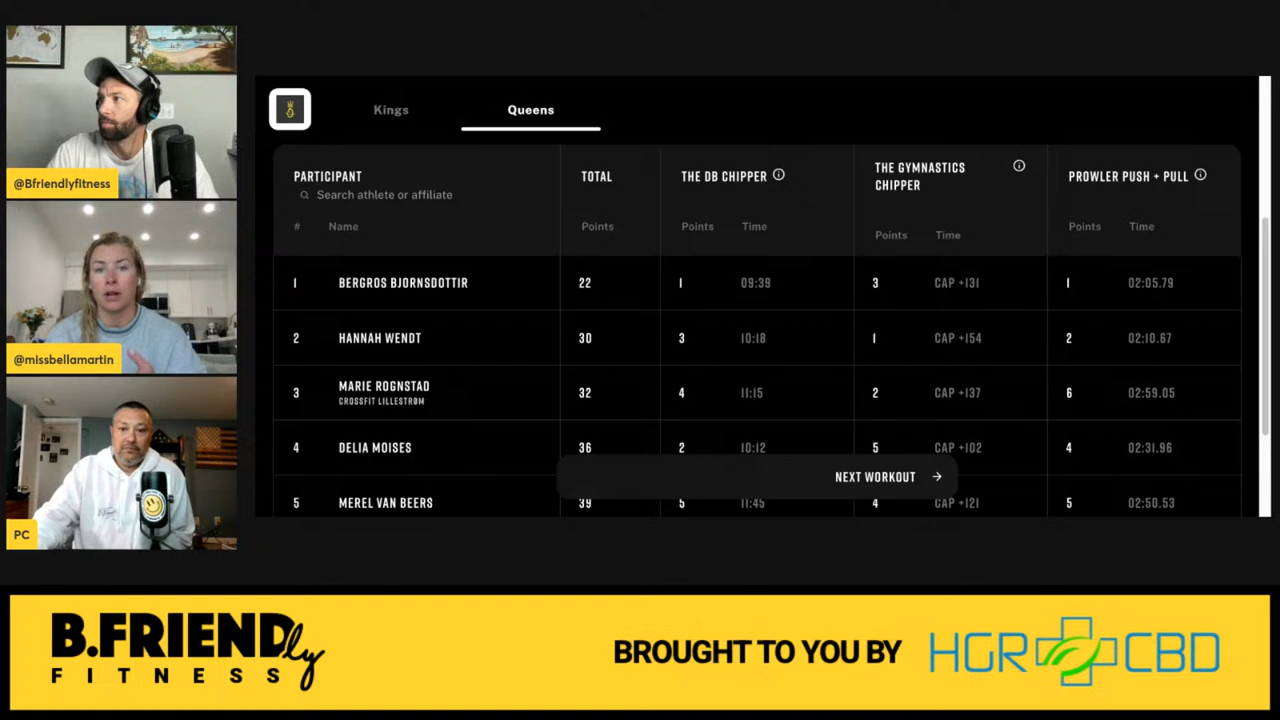 @Bfriendlyfitness
@missbellamartin
PC
Kings
Queens
PARTICIPANT
Search athlete or affiliate
# Name
TOTAL
Points
THE DB CHIPPER
Points Time
THE GYMNASTICS
CHIPPER
Points Time
PROWLER PUSH + PULL
Points Time
1 BERGROS BJORNSDOTTIR 22 1 09:39 3 CAP +131 1 02:05.79
2 HANNAH WENDT 30 3 10:18 1 CAP +154 2 02:10.67
3 MARIE ROGNSTAD 32 4 11:15 2 CAP +137 6 02:59.05
CROSSFIT LILLESTRØM
4 DELIA MOISES 36 2 10:12 5 CAP +102 4 02:31.96
NEXT WORKOUT →
5 MEREL VAN BEERS 39 5 11:45 4 CAP +121 5 02:50.53
B.FRIENDly
FITNESS
BROUGHT TO YOU BY
HGR CBD